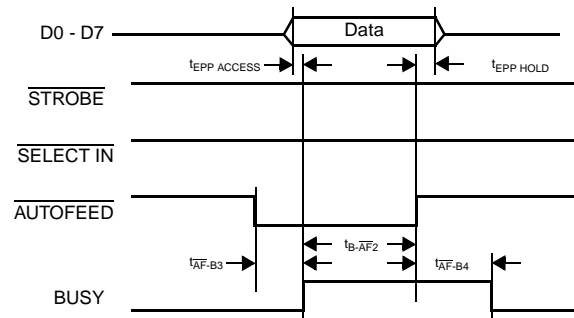 D0 - D7
Data
tEPP ACCESS
tEPP HOLD
STROBE
SELECT IN
AUTOFEED
tB-AF2
tAF-B3
tAF-B4
BUSY